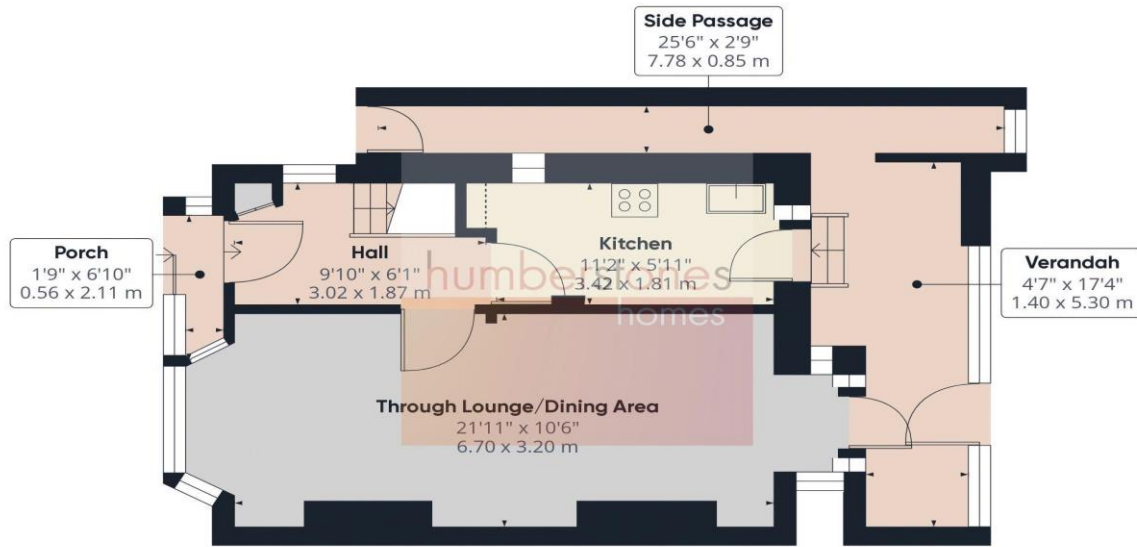 Side Passage
25'6" x 2'9"
7.78 x 0.85 m
Porch
1'9" x 6'10"
0.56 x 2.11 m
Hall
9'10" x 6'1"
3.02 x 1.87 m
Kitchen
11'2" x 5'11"
3.42 x 1.81 m
Verandah
4'7" x 17'4"
1.40 x 5.30 m
humberstones
homes
Through Lounge/Dining Area
21'11" x 10'6"
6.70 x 3.20 m